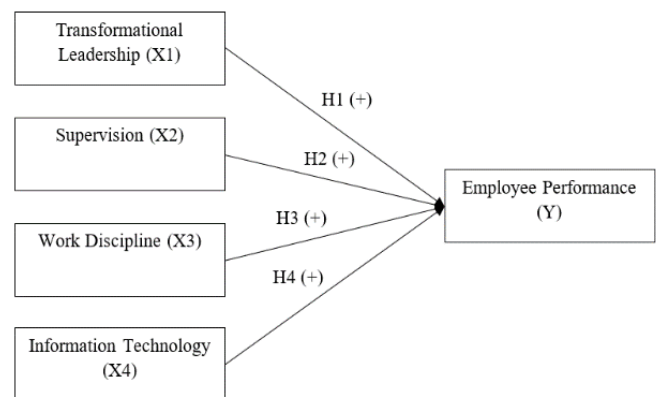 Transformational
Leadership (X1)
H1 (+)
Supervision (X2)
H2 (+)
Employee Performance
(Y)
H3 (+)
Work Discipline (X3)
H4 (+)
Information Technology
(X4)